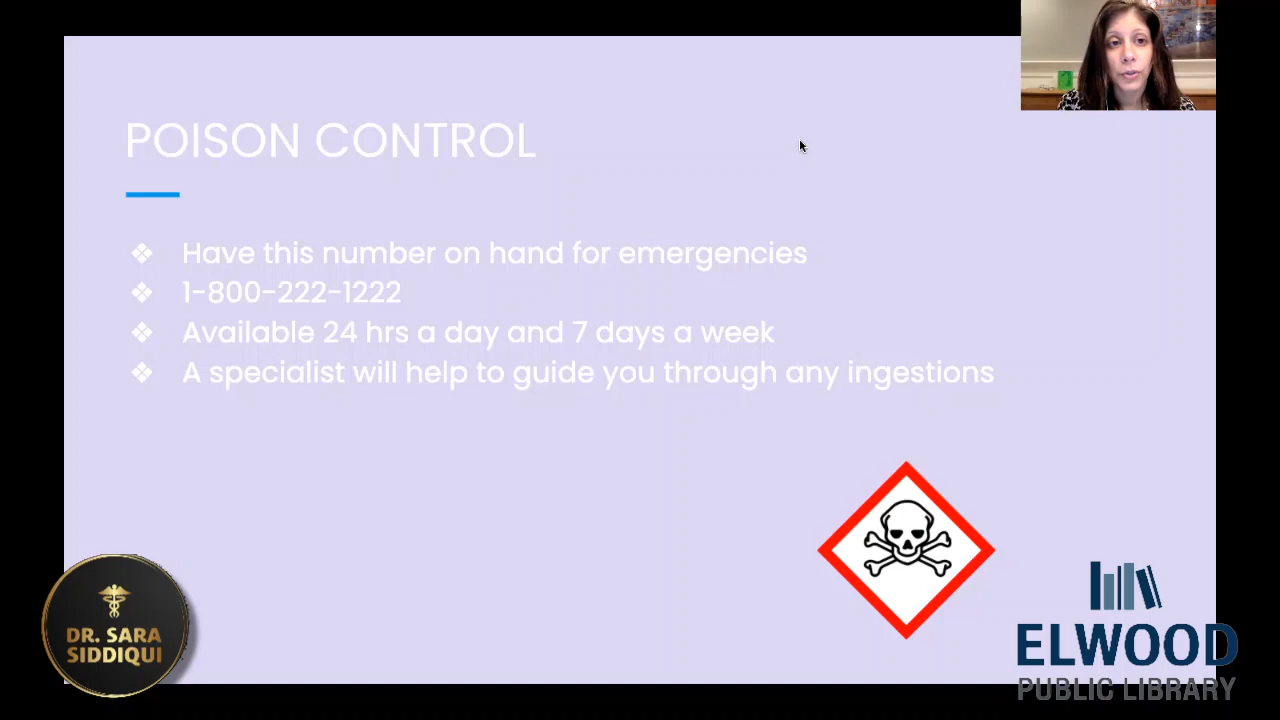 POISON CONTROL
❖ Have this number on hand for emergencies
❖ 1-800-222-1222
❖ Available 24 hrs a day and 7 days a week
❖ A specialist will help to guide you through any ingestions
DR. SARA
SIDDIQUI
ELWOOD
PUBLIC LIBRARY